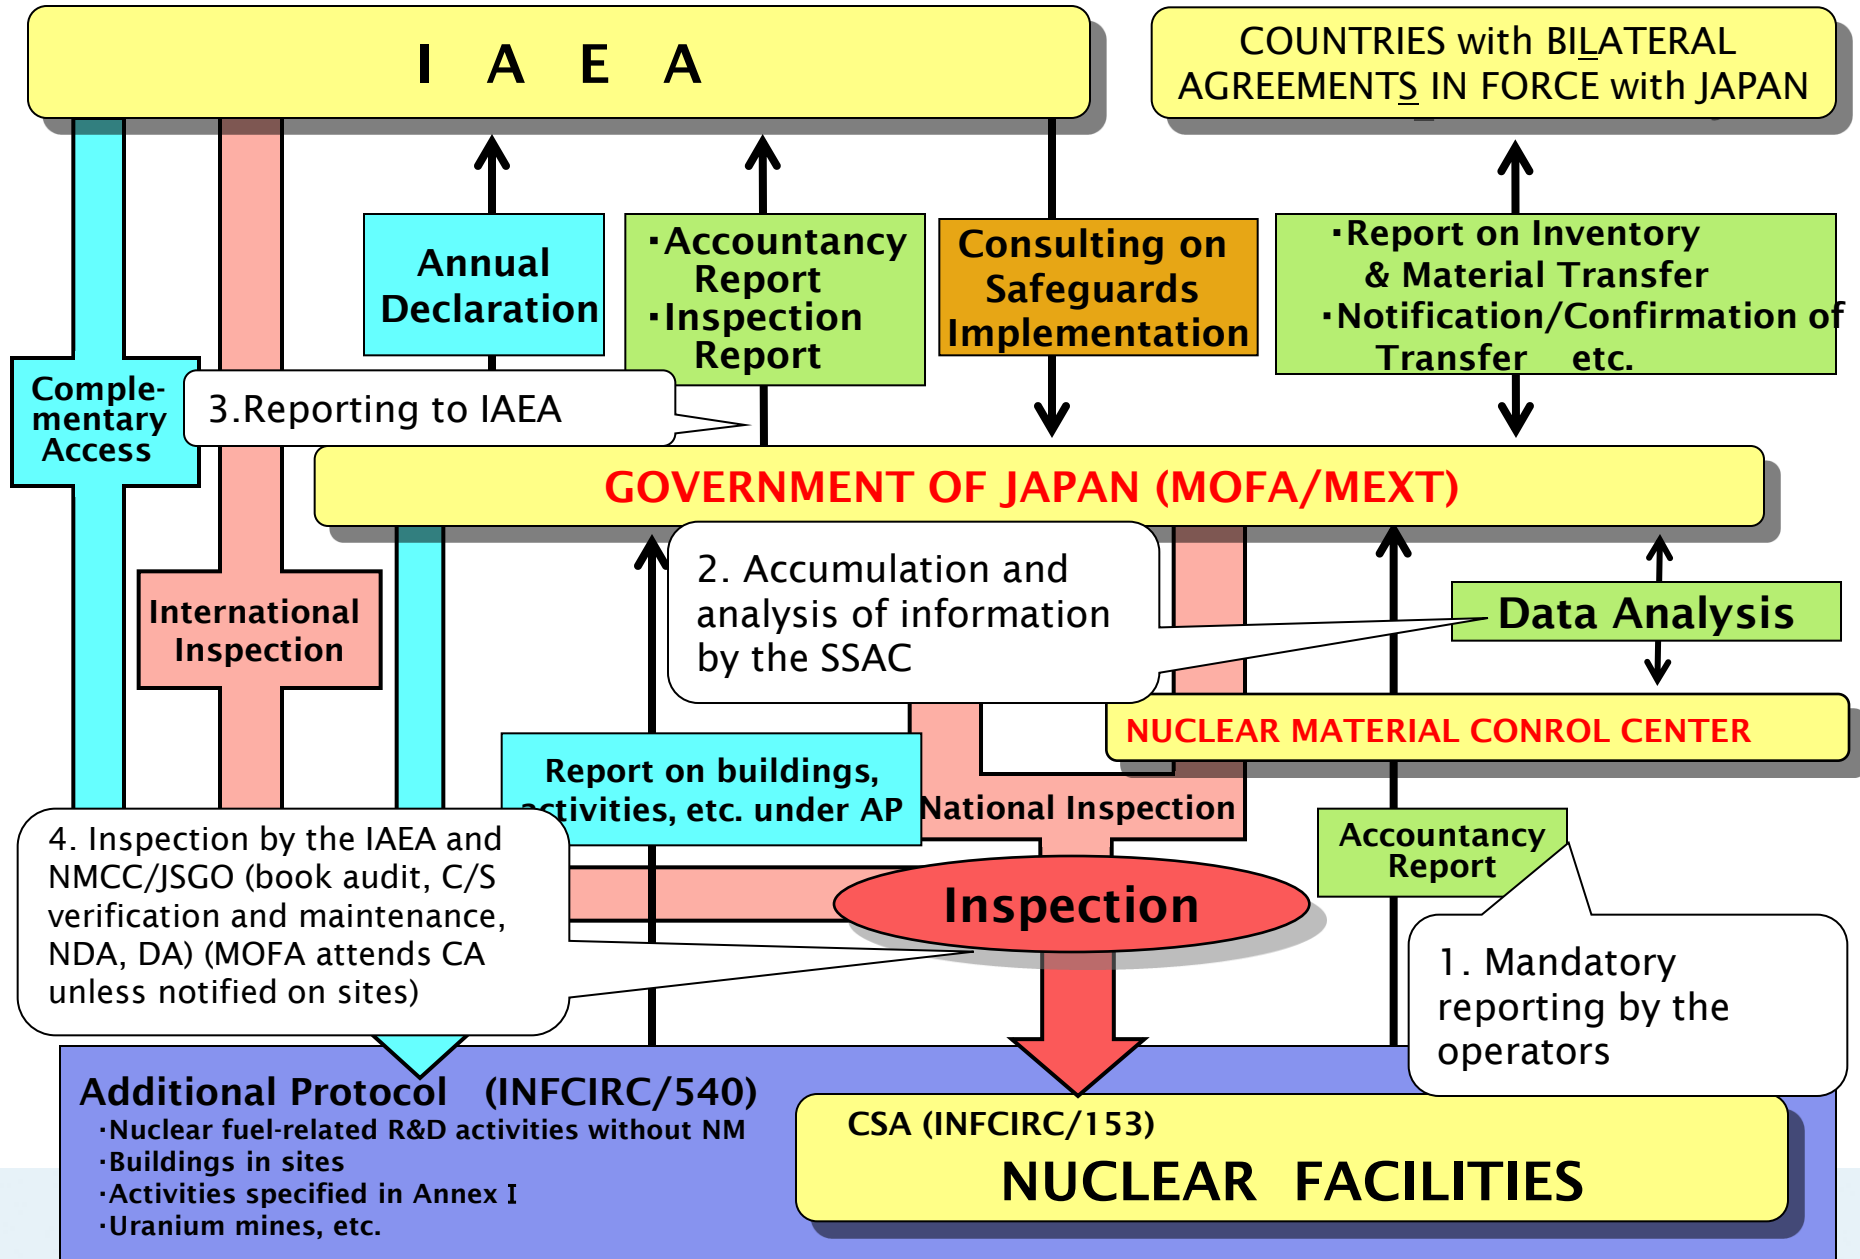 I A E A
COUNTRIES with BILATERAL
AGREEMENTS IN FORCE with JAPAN
Annual
Declaration
・Accountancy
Report
・Inspection
Report
Consulting on
Safeguards
Implementation
・Report on Inventory
& Material Transfer
・Notification/Confirmation of
Transfer etc.
Comple-
mentary
Access
3.Reporting to IAEA
GOVERNMENT OF JAPAN (MOFA/MEXT)
International
Inspection
2. Accumulation and
analysis of information
by the SSAC
Data Analysis
NUCLEAR MATERIAL CONROL CENTER
Report on buildings,
activities, etc. under AP
National Inspection
Accountancy
Report
4. Inspection by the IAEA and
NMCC/JSGO (book audit, C/S
verification and maintenance,
NDA, DA) (MOFA attends CA
unless notified on sites)
Inspection
1. Mandatory
reporting by the
operators
Additional Protocol (INFCIRC/540)
・Nuclear fuel-related R&D activities without NM
・Buildings in sites
・Activities specified in Annex I
・Uranium mines, etc.
CSA (INFCIRC/153)
NUCLEAR FACILITIES